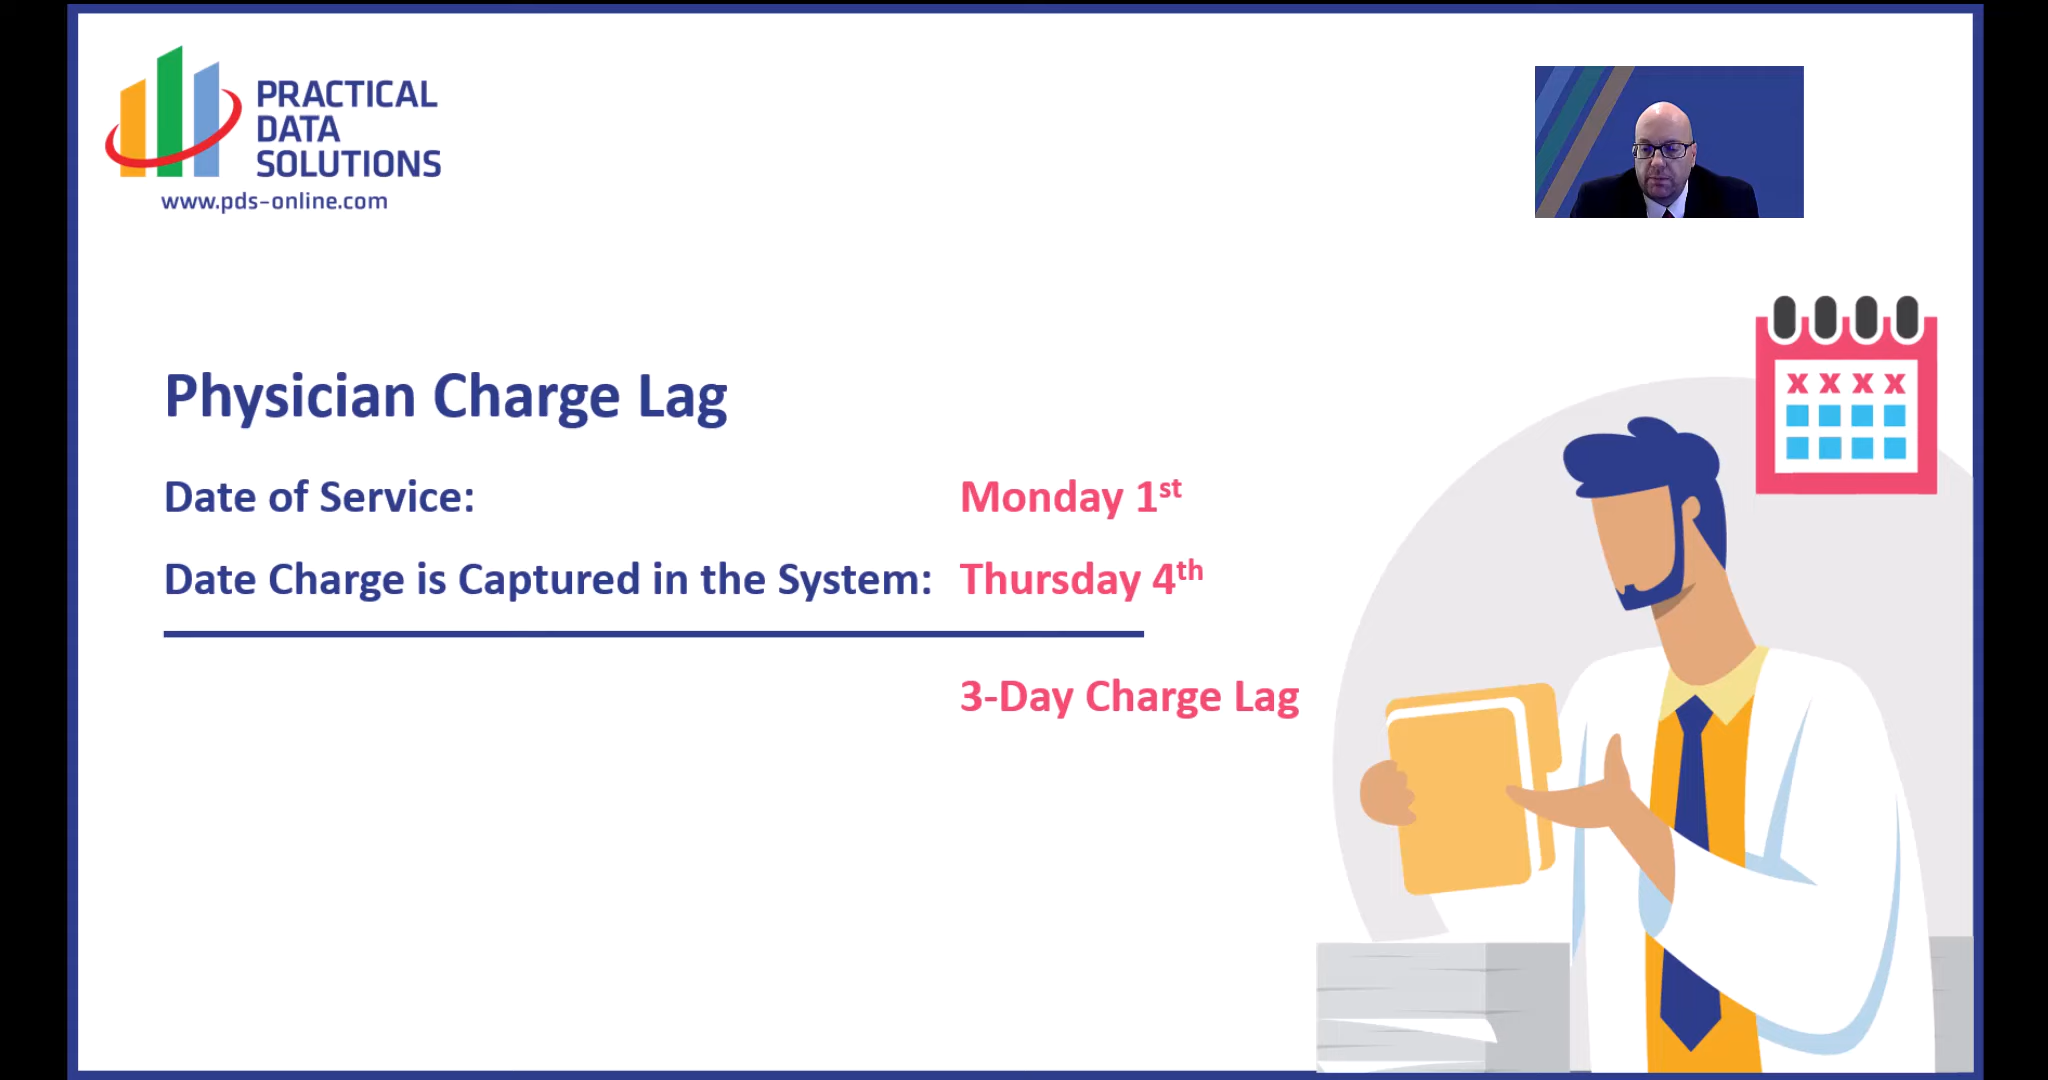 PRACTICAL
DATA
SOLUTIONS
www.pds-online.com
Physician Charge Lag
Date of Service: Monday 1st
Date Charge is Captured in the System: Thursday 4th
3-Day Charge Lag
x x x x